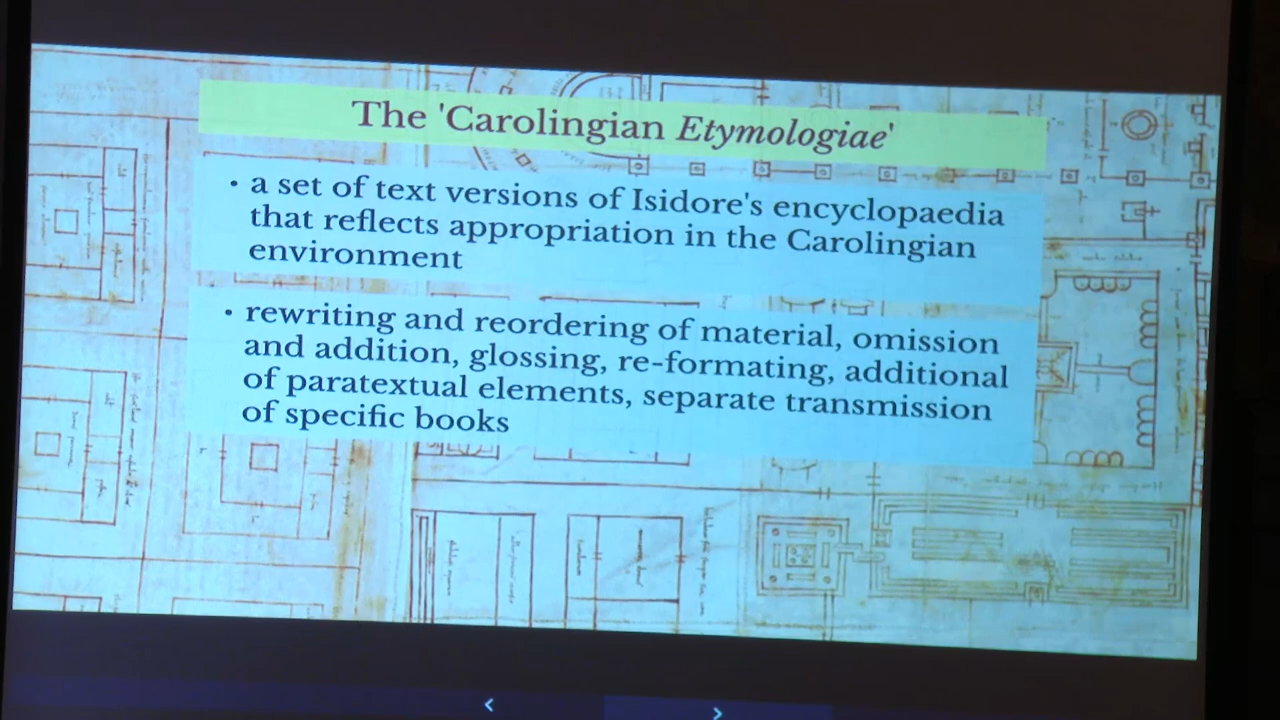 The 'Carolingian Etymologiae'
• a set of text versions of Isidore's encyclopaedia
that reflects appropriation in the Carolingian
environment
• rewriting and reordering of material, omission
and addition, glossing, re-formating, additional
of paratextual elements, separate transmission
of specific books